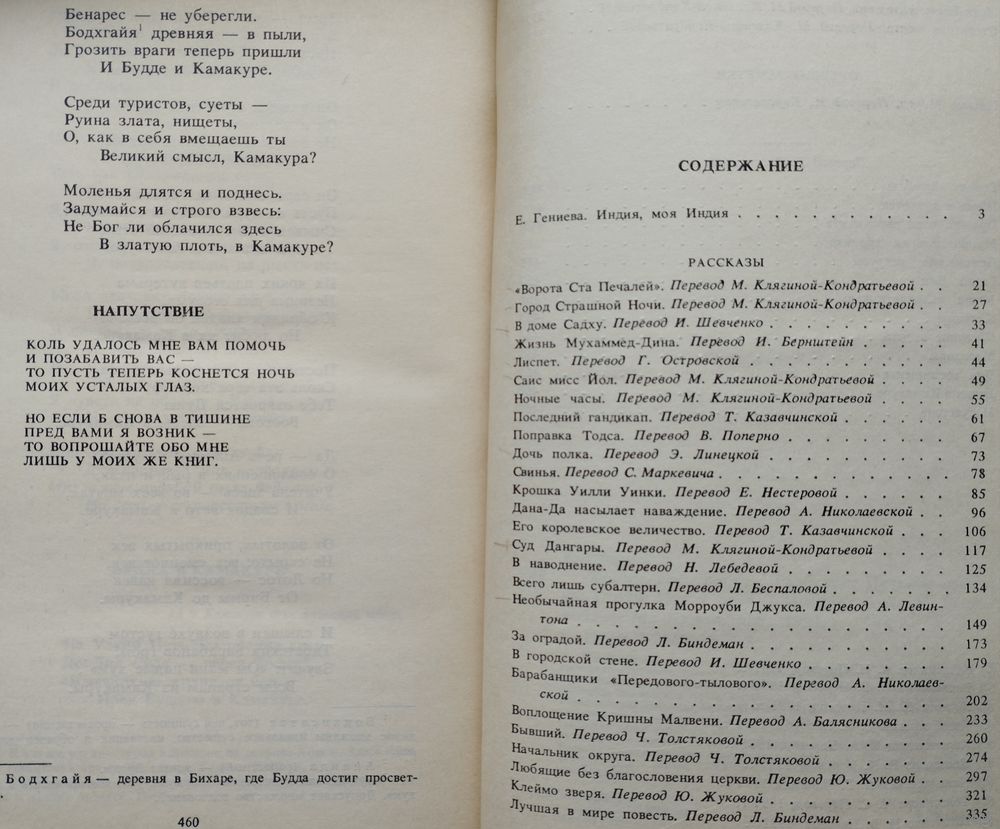 Бенарес — не уберегли.
Бодхгайя¹ древняя — в пыли,
Грозить враги теперь пришли
И Будде и Камакуре.
Среди туристов, суеты —
Руина злата, нищеты,
О, как в себя вмещаешь ты
Великий смысл, Камакура?
Моленья длятся и поднесь.
Задумайся и строго взвесь:
Не Бог ли облачился здесь
В златую плоть, в Камакуре?
НАПУТСТВИЕ
КОЛЬ УДАЛОСЬ МНЕ ВАМ ПОМОЧЬ
И ПОЗАБАВИТЬ ВАС —
ТО ПУСТЬ ТЕПЕРЬ КОСНЕТСЯ НОЧЬ
МОИХ УСТАЛЫХ ГЛАЗ.
НО ЕСЛИ Б СНОВА В ТИШИНЕ
ПРЕД ВАМИ Я ВОЗНИК —
ТО ВОПРОШАЙТЕ ОБО МНЕ
ЛИШЬ У МОИХ ЖЕ КНИГ.
Бодхгайя — деревня в Бихаре, где Будда достиг просвет-
460
СОДЕРЖАНИЕ
Е. Гениева. Индия, моя Индия . . . . . . . . . . . . 3
РАССКАЗЫ
«Ворота Ста Печалей». Перевод М. Клягиной-Кондратьевой . . 21
Город Страшной Ночи. Перевод М. Клягиной-Кондратьевой . . 27
В доме Садху. Перевод И. Шевченко . . . . . . . . . . 33
Жизнь Мухаммед-Дина. Перевод И. Бернштейн . . . . . . 41
Лиспет. Перевод Г. Островской . . . . . . . . . . . . 44
Саис мисс Йол. Перевод М. Клягиной-Кондратьевой . . . . 49
Ночные часы. Перевод М. Клягиной-Кондратьевой . . . . . 55
Последний гандикап. Перевод Т. Казавчинской . . . . . . 61
Поправка Тодса. Перевод В. Поперно . . . . . . . . . 67
Дочь полка. Перевод Э. Линецкой . . . . . . . . . . 73
Свинья. Перевод С. Маркевича . . . . . . . . . . . . 78
Крошка Уилли Уинки. Перевод Е. Нестеровой . . . . . . 85
Дана-Да насылает наваждение. Перевод А. Николаевской . . 96
Его королевское величество. Перевод Т. Казавчинской . . . 106
Суд Дангары. Перевод М. Клягиной-Кондратьевой . . . . . 117
В наводнение. Перевод Н. Лебедевой . . . . . . . . . 125
Всего лишь субалтерн. Перевод Л. Беспаловой . . . . . . 134
Необычайная прогулка Морроуби Джукса. Перевод А. Левин-
тона . . . . . . . . . . . . . . . . . . . . . 149
За оградой. Перевод Л. Биндеман . . . . . . . . . . 173
В городской стене. Перевод И. Шевченко . . . . . . . . 179
Барабанщики «Передового-тылового». Перевод А. Николаев-
ской . . . . . . . . . . . . . . . . . . . . . 202
Воплощение Кришны Малвени. Перевод А. Балясникова . . . 233
Бывший. Перевод Ч. Толстяковой . . . . . . . . . . . 260
Начальник округа. Перевод Ч. Толстяковой . . . . . . . 274
Любящие без благословения церкви. Перевод Ю. Жуковой . . 297
Клеймо зверя. Перевод Ю. Жуковой . . . . . . . . . . 321
Лучшая в мире повесть. Перевод Л. Биндеман . . . . . . 335